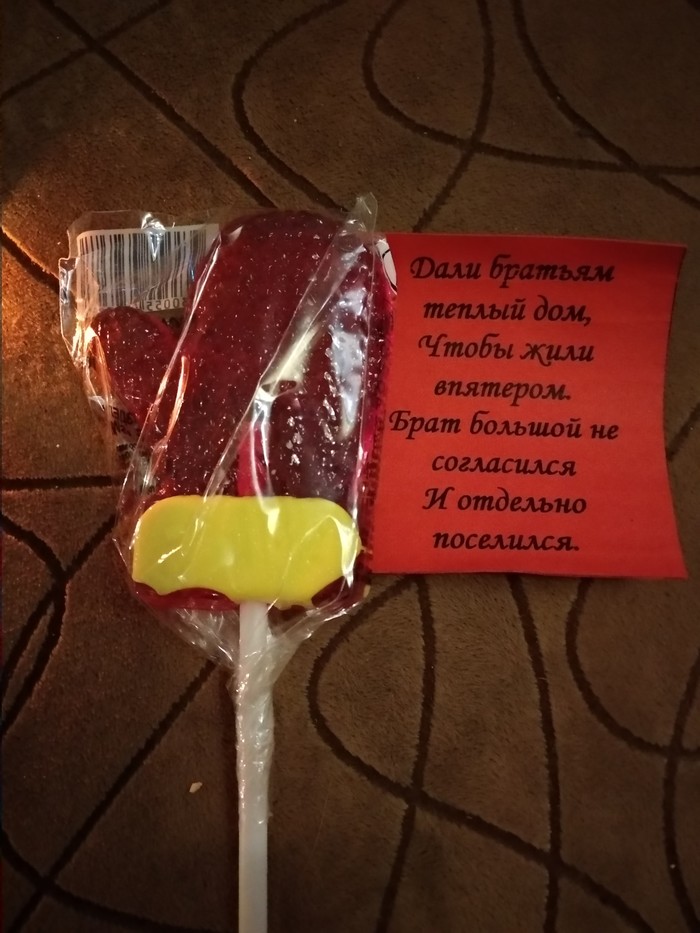 Дали братьям
теплый дом,
Чтобы жили
впятером.
Брат большой не
согласился
И отдельно
поселился.